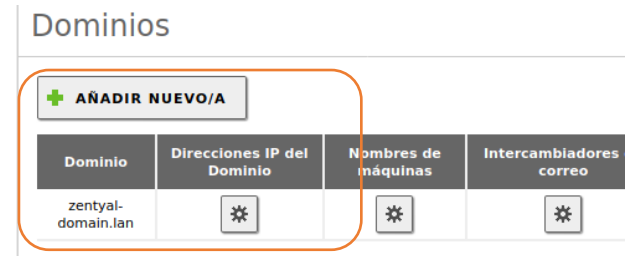 Dominios
AÑADIR NUEVO/A
Dominio
Direcciones IP del
Dominio
Nombres de
máquinas
Intercambiadores
correo
zentyal-
domain.lan